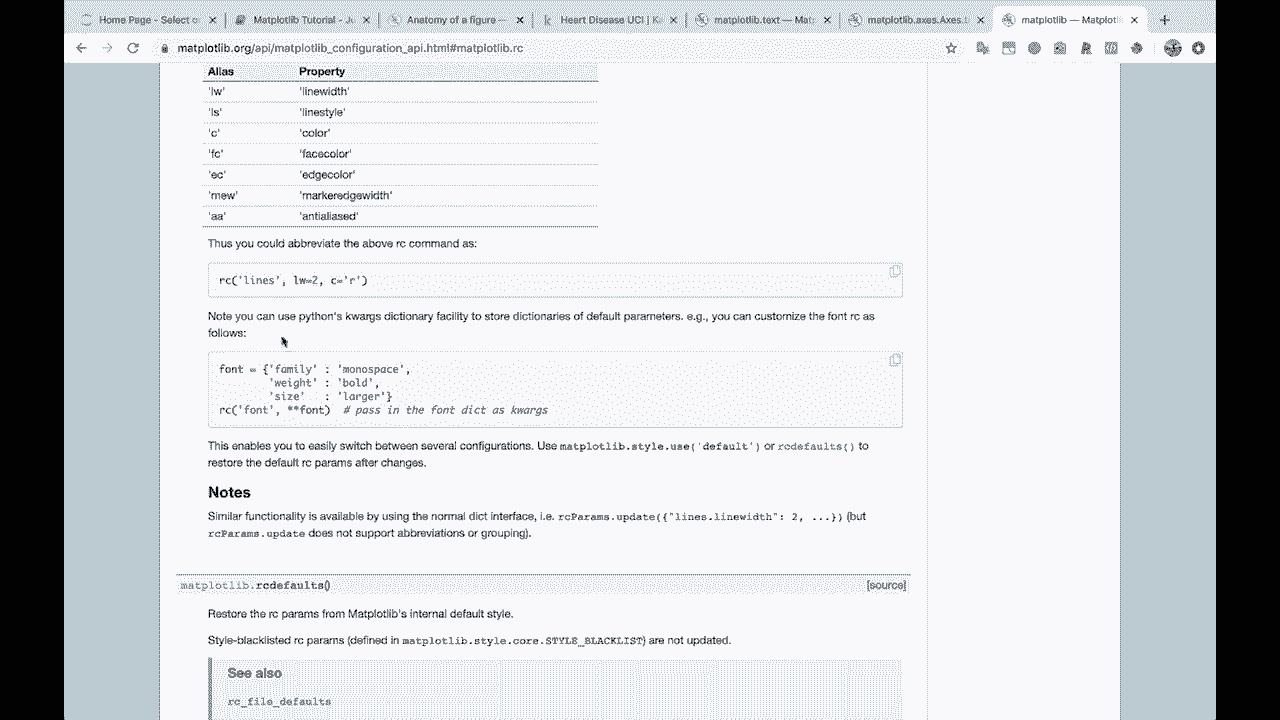 Home Page - Select or
Matplotlib Tutorial - Ju
Anatomy of a figure —
Heart Disease UCI | Ka
matplotlib.text — Mat
matplotlib.axes.Axes.t
matplotlib — Matplotli
matplotlib.org/api/matplotlib_configuration_api.html#matplotlib.rc
Alias Property
'lw' 'linewidth'
'ls' 'linestyle'
'c' 'color'
'fc' 'facecolor'
'ec' 'edgecolor'
'mew' 'markeredgewidth'
'aa' 'antialiased'
Thus you could abbreviate the above rc command as:
rc('lines', lw=2, c='r')
Note you can use python's kwargs dictionary facility to store dictionaries of default parameters. e.g., you can customize the font rc as
follows:
font = {'family' : 'monospace',
'weight' : 'bold',
'size' : 'larger'}
rc('font', **font) # pass in the font dict as kwargs
This enables you to easily switch between several configurations. Use matplotlib.style.use('default') or rcdefaults() to
restore the default rc params after changes.
Notes
Similar functionality is available by using the normal dict interface, i.e. rcParams.update({"lines.linewidth": 2, ...}) (but
rcParams.update does not support abbreviations or grouping).
matplotlib.rcdefaults() [source]
Restore the rc params from Matplotlib's internal default style.
Style-blacklisted rc params (defined in matplotlib.style.core.STYLE_BLACKLIST) are not updated.
See also
rc_file_defaults